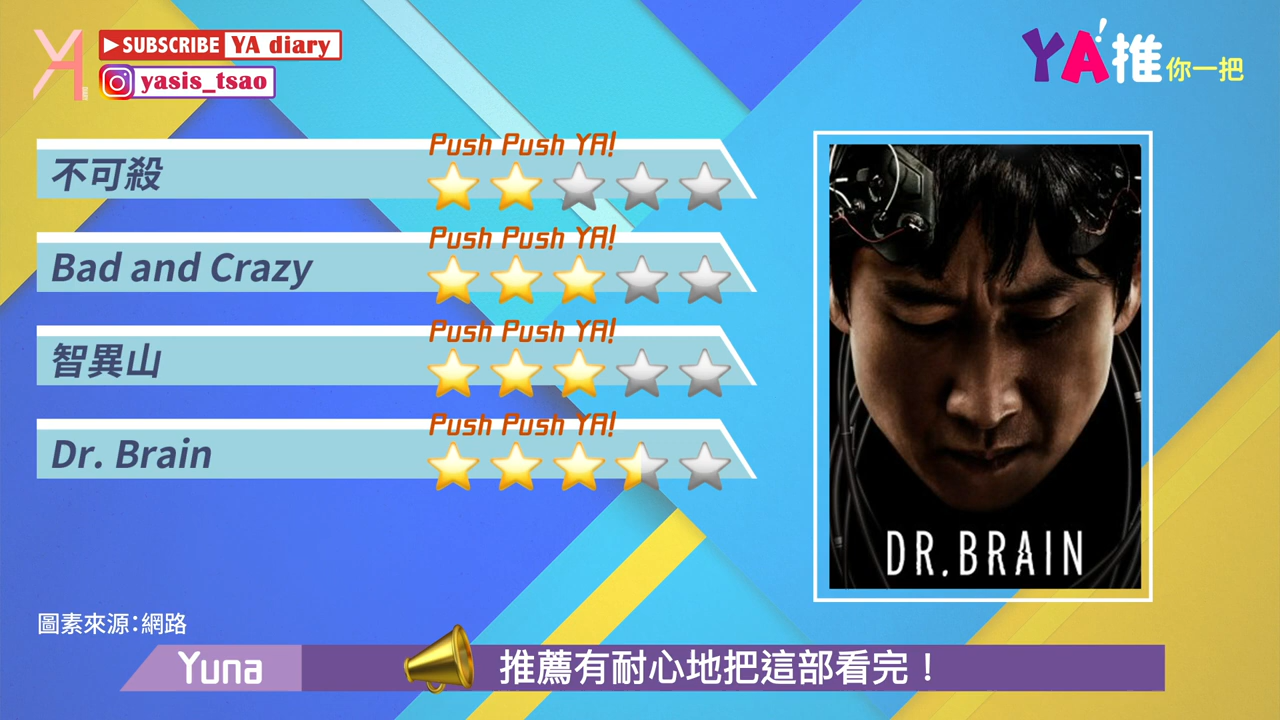 YA
SUBSCRIBE YA diary
yasis_tsao
YA!推你一把
Push Push YA!
不可殺
Push Push YA!
Bad and Crazy
Push Push YA!
智異山
Push Push YA!
Dr. Brain
DR. BRAIN
圖素來源：網路
Yuna 推薦有耐心地把這部看完！